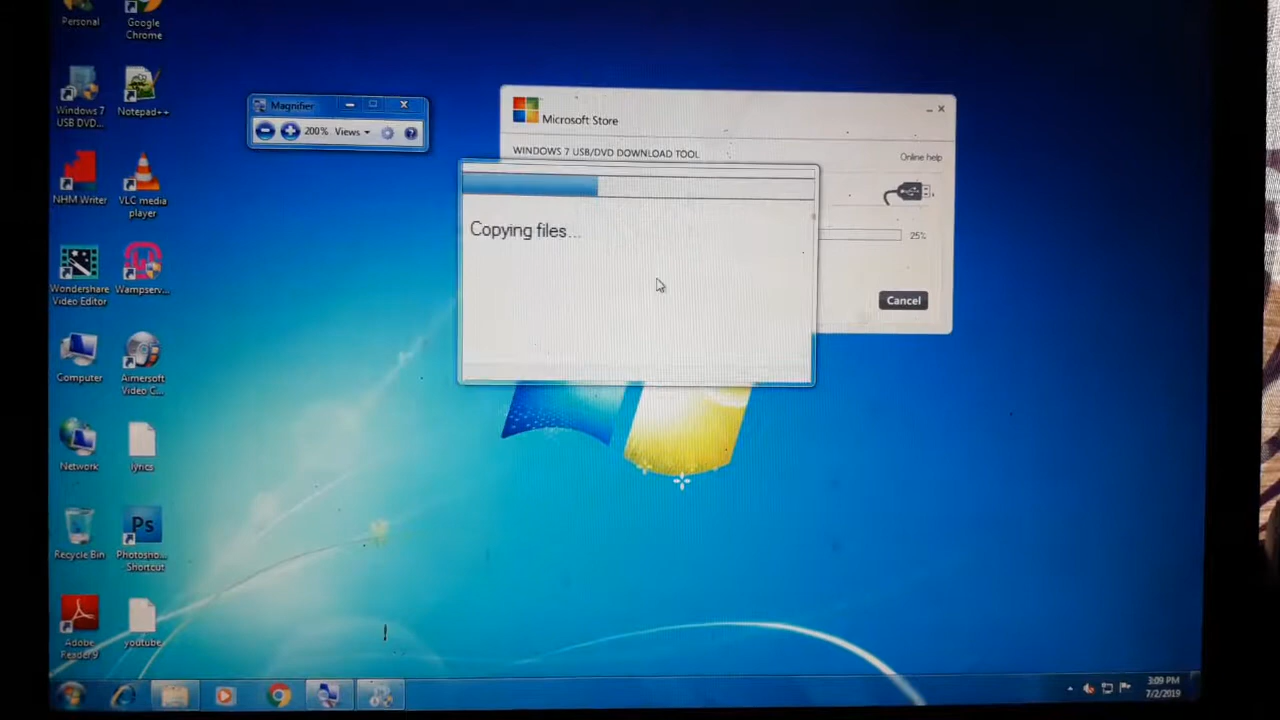 Personal
Google
Chrome
Windows 7
USB DVD...
Notepad++
NHM Writer
VLC media
player
Wondershare
Video Editor
Wampserv...
Computer
Aimersoft
Video C...
Network
lyrics
Recycle Bin
Ps
Photosho...
- Shortcut
Adobe
Reader 9
youtube
Magnifier
200% Views
Microsoft Store
WINDOWS 7 USB/DVD DOWNLOAD TOOL
Online help
25%
Cancel
Copying files...
3:09 PM
7/2/2019